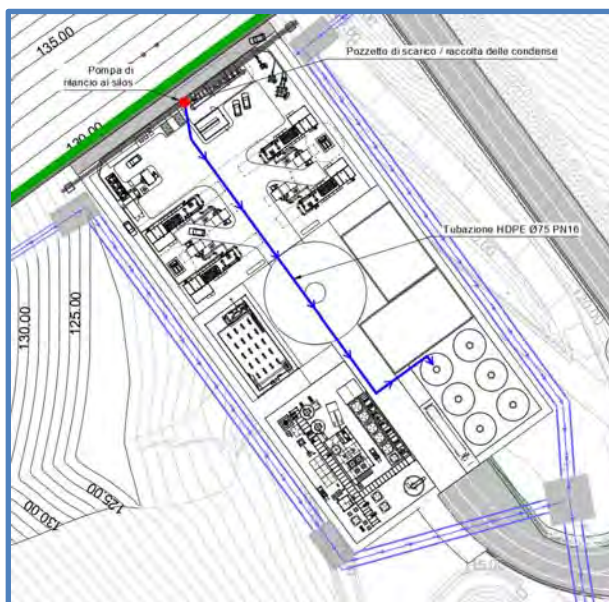 135.00
Pozzetto di scarico / raccolta delle condense
Pompa di
rilancio ai silos
Tubazione HDPE Ø75 PN16
130.00
125.00
130.00
125.00
115.00